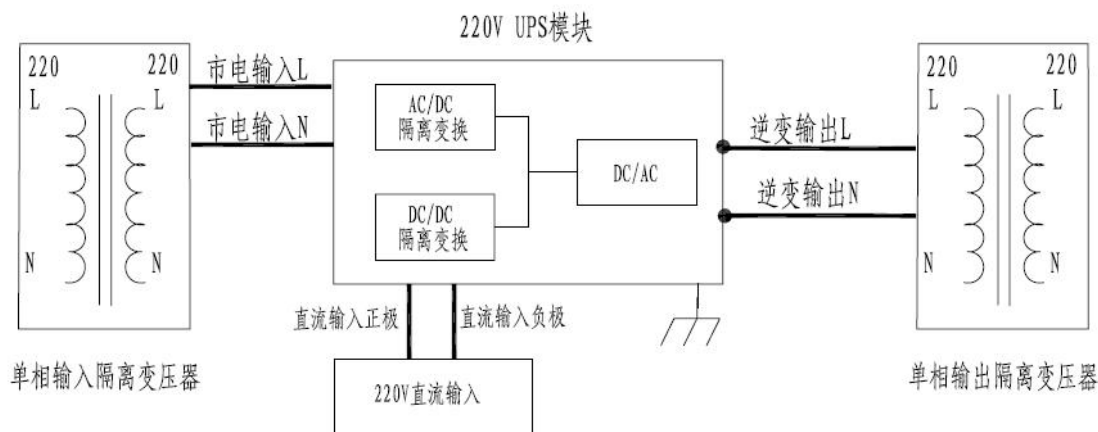 220V UPS模块
220 220
L L
N N
单相输入隔离变压器
市电输入L
市电输入N
AC/DC
隔离变换
DC/DC
隔离变换
DC/AC
直流输入正极
直流输入负极
220V直流输入
逆变输出L
逆变输出N
220 220
L L
N N
单相输出隔离变压器